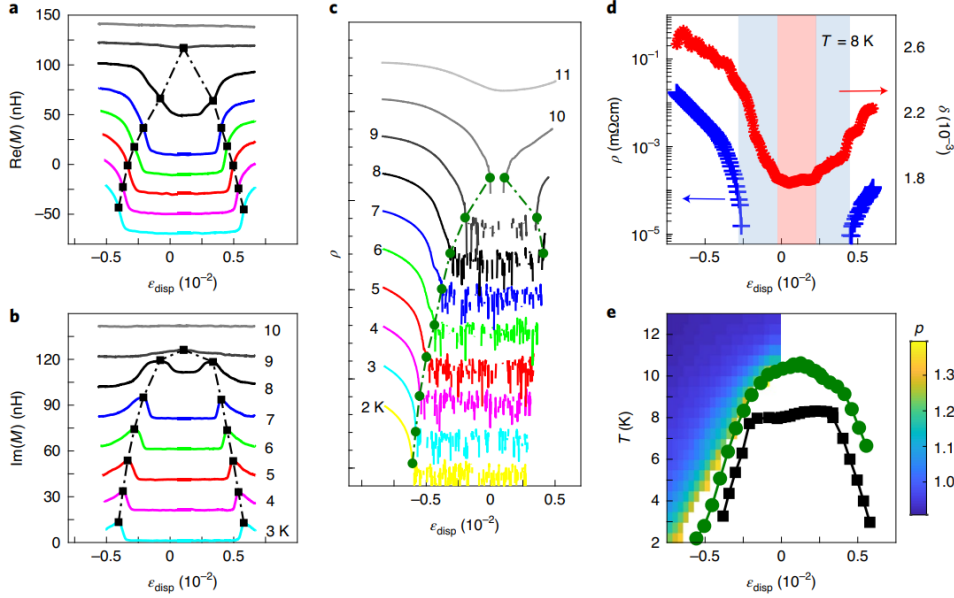 a
150
100
50
0
−50
Re(M) (nH)
−0.5
0
0.5
ε_disp (10⁻²)
b
120
90
60
30
0
Im(M) (nH)
10
9
8
7
6
5
4
3 K
−0.5
0
0.5
ε_disp (10⁻²)
c
ρ
11
10
9
8
7
6
5
4
3
2 K
−0.5
0
0.5
ε_disp (10⁻²)
d
T = 8 K
10⁻¹
10⁻³
10⁻⁵
ρ (mΩcm)
2.6
2.2
1.8
δ (10⁻³)
−0.5
0
0.5
ε_disp (10⁻²)
e
12
10
8
6
4
2
T (K)
−0.5
0
0.5
ε_disp (10⁻²)
p
1.3
1.2
1.1
1.0